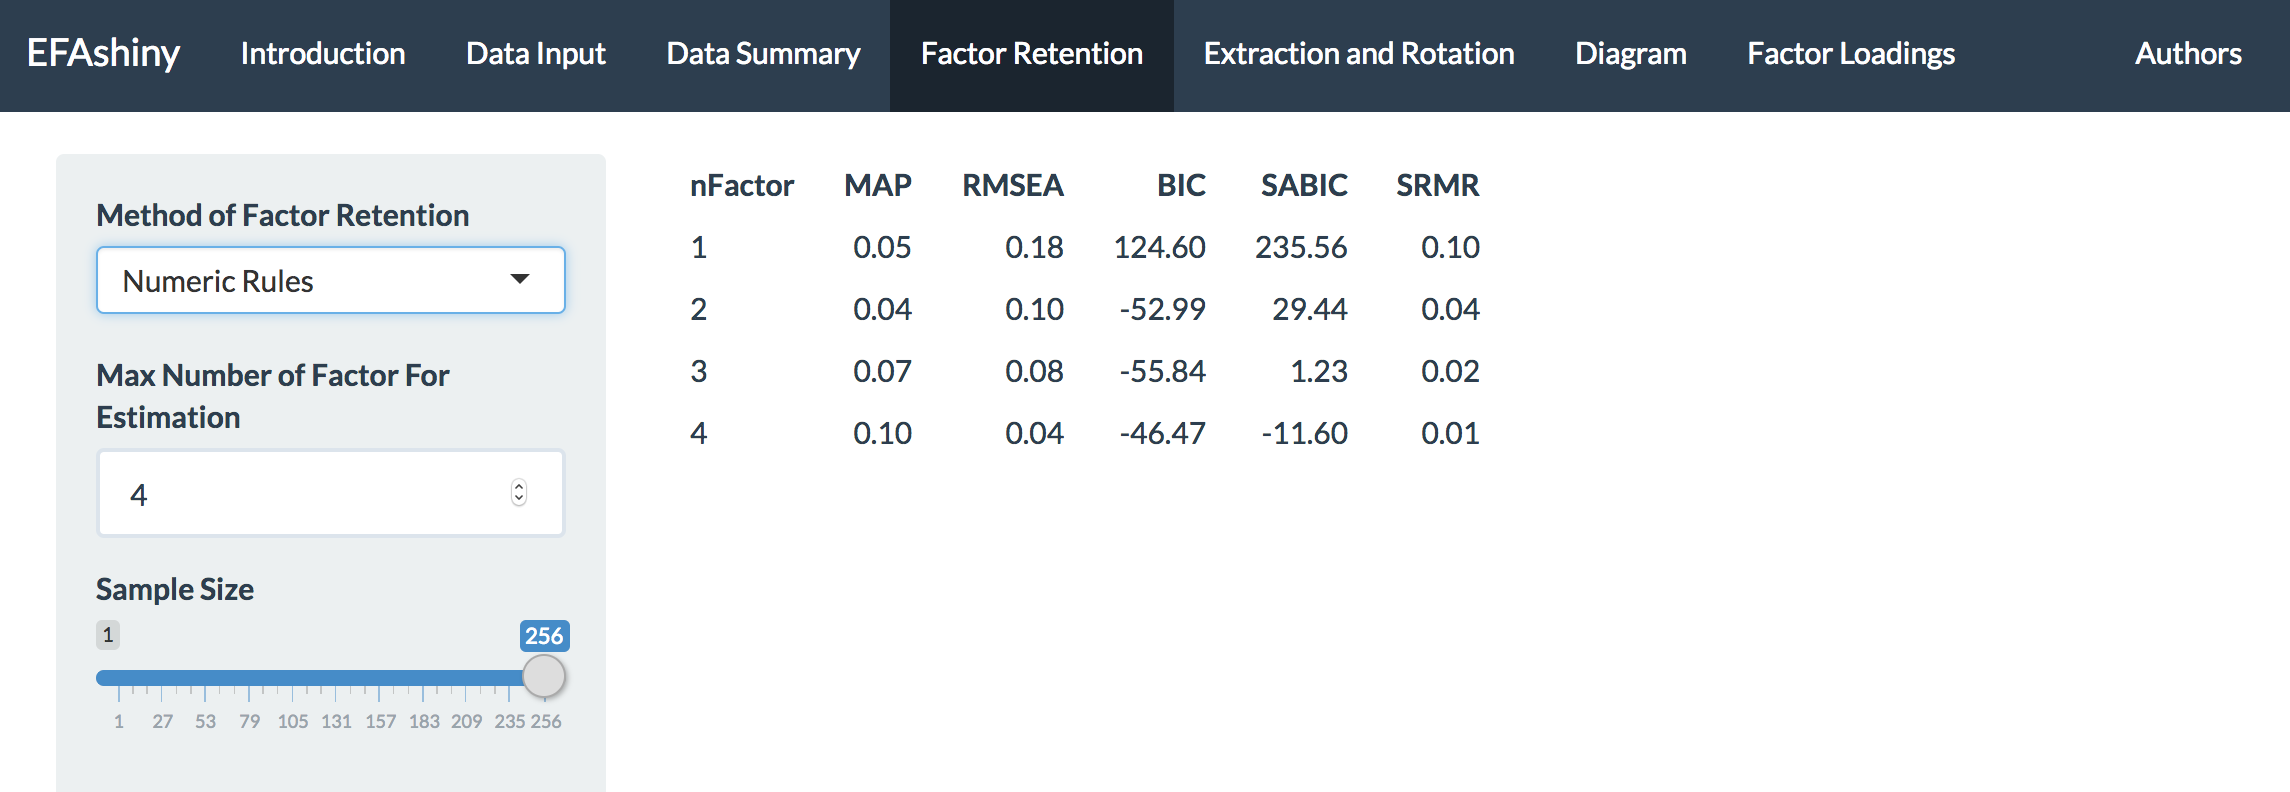 EFAshiny Introduction Data Input Data Summary Factor Retention Extraction and Rotation Diagram Factor Loadings Authors
Method of Factor Retention
Numeric Rules
Max Number of Factor For
Estimation
4
Sample Size
1 256
1 27 53 79 105 131 157 183 209 235 256
nFactor MAP RMSEA BIC SABIC SRMR
1 0.05 0.18 124.60 235.56 0.10
2 0.04 0.10 -52.99 29.44 0.04
3 0.07 0.08 -55.84 1.23 0.02
4 0.10 0.04 -46.47 -11.60 0.01